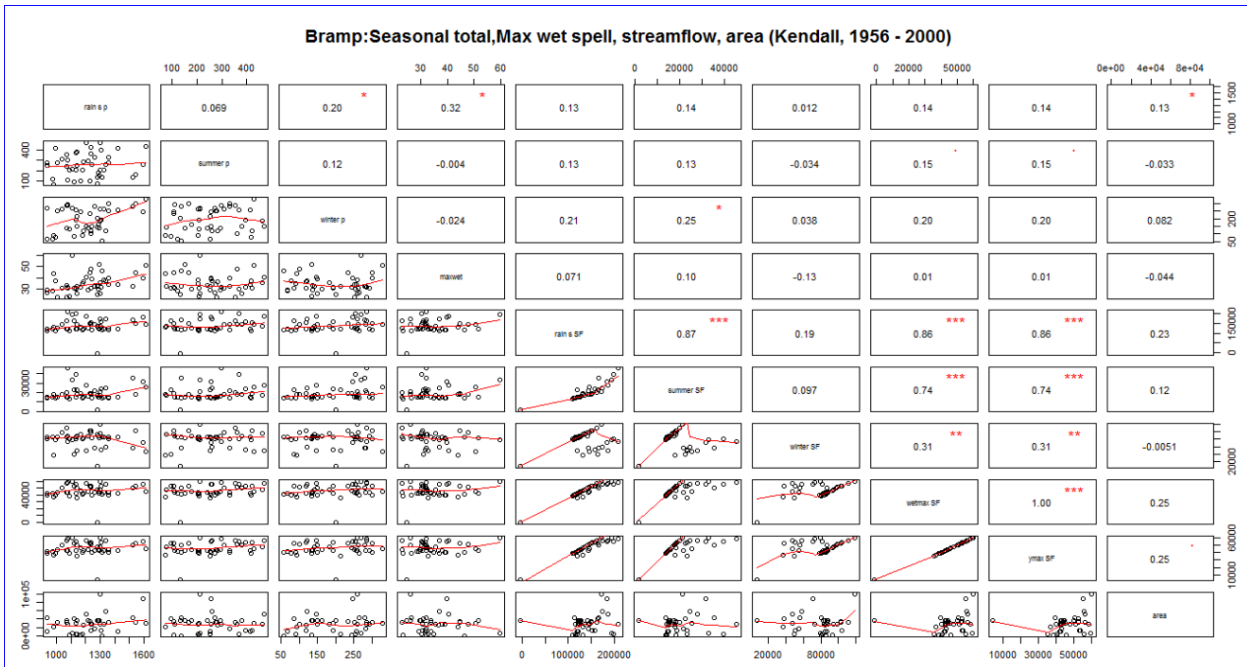 Bramp:Seasonal total,Max wet spell, streamflow, area (Kendall, 1956 - 2000)
100 200 300 400 30 40 50 60 0 20000 40000 0 20000 40000 60000 0e+00 4e+04 8e+04
rain s p 0.069 0.20 * 0.32 * 0.13 0.14 0.012 0.14 0.14 0.13 * 1000 1500
100 400 summer p 0.12 -0.004 0.13 0.13 -0.034 0.15 . 0.15 . -0.033
winter p -0.024 0.21 0.25 * 0.038 0.20 0.20 0.082 50 200
30 50 maxwet 0.071 0.10 -0.13 0.01 0.01 -0.044
rain s SF 0.87 *** 0.19 0.86 *** 0.86 *** 0.23 0 150000
0 30000 summer SF 0.097 0.74 *** 0.74 *** 0.12
winter SF 0.31 ** 0.31 ** -0.0051 20000
0 400000 wetmax SF 1.00 *** 0.25
ymax SF 0.25 . 10000 60000
0e+00 1e+05 area
1000 1300 1600 50 150 250 0 100000 200000 20000 80000 10000 30000 50000